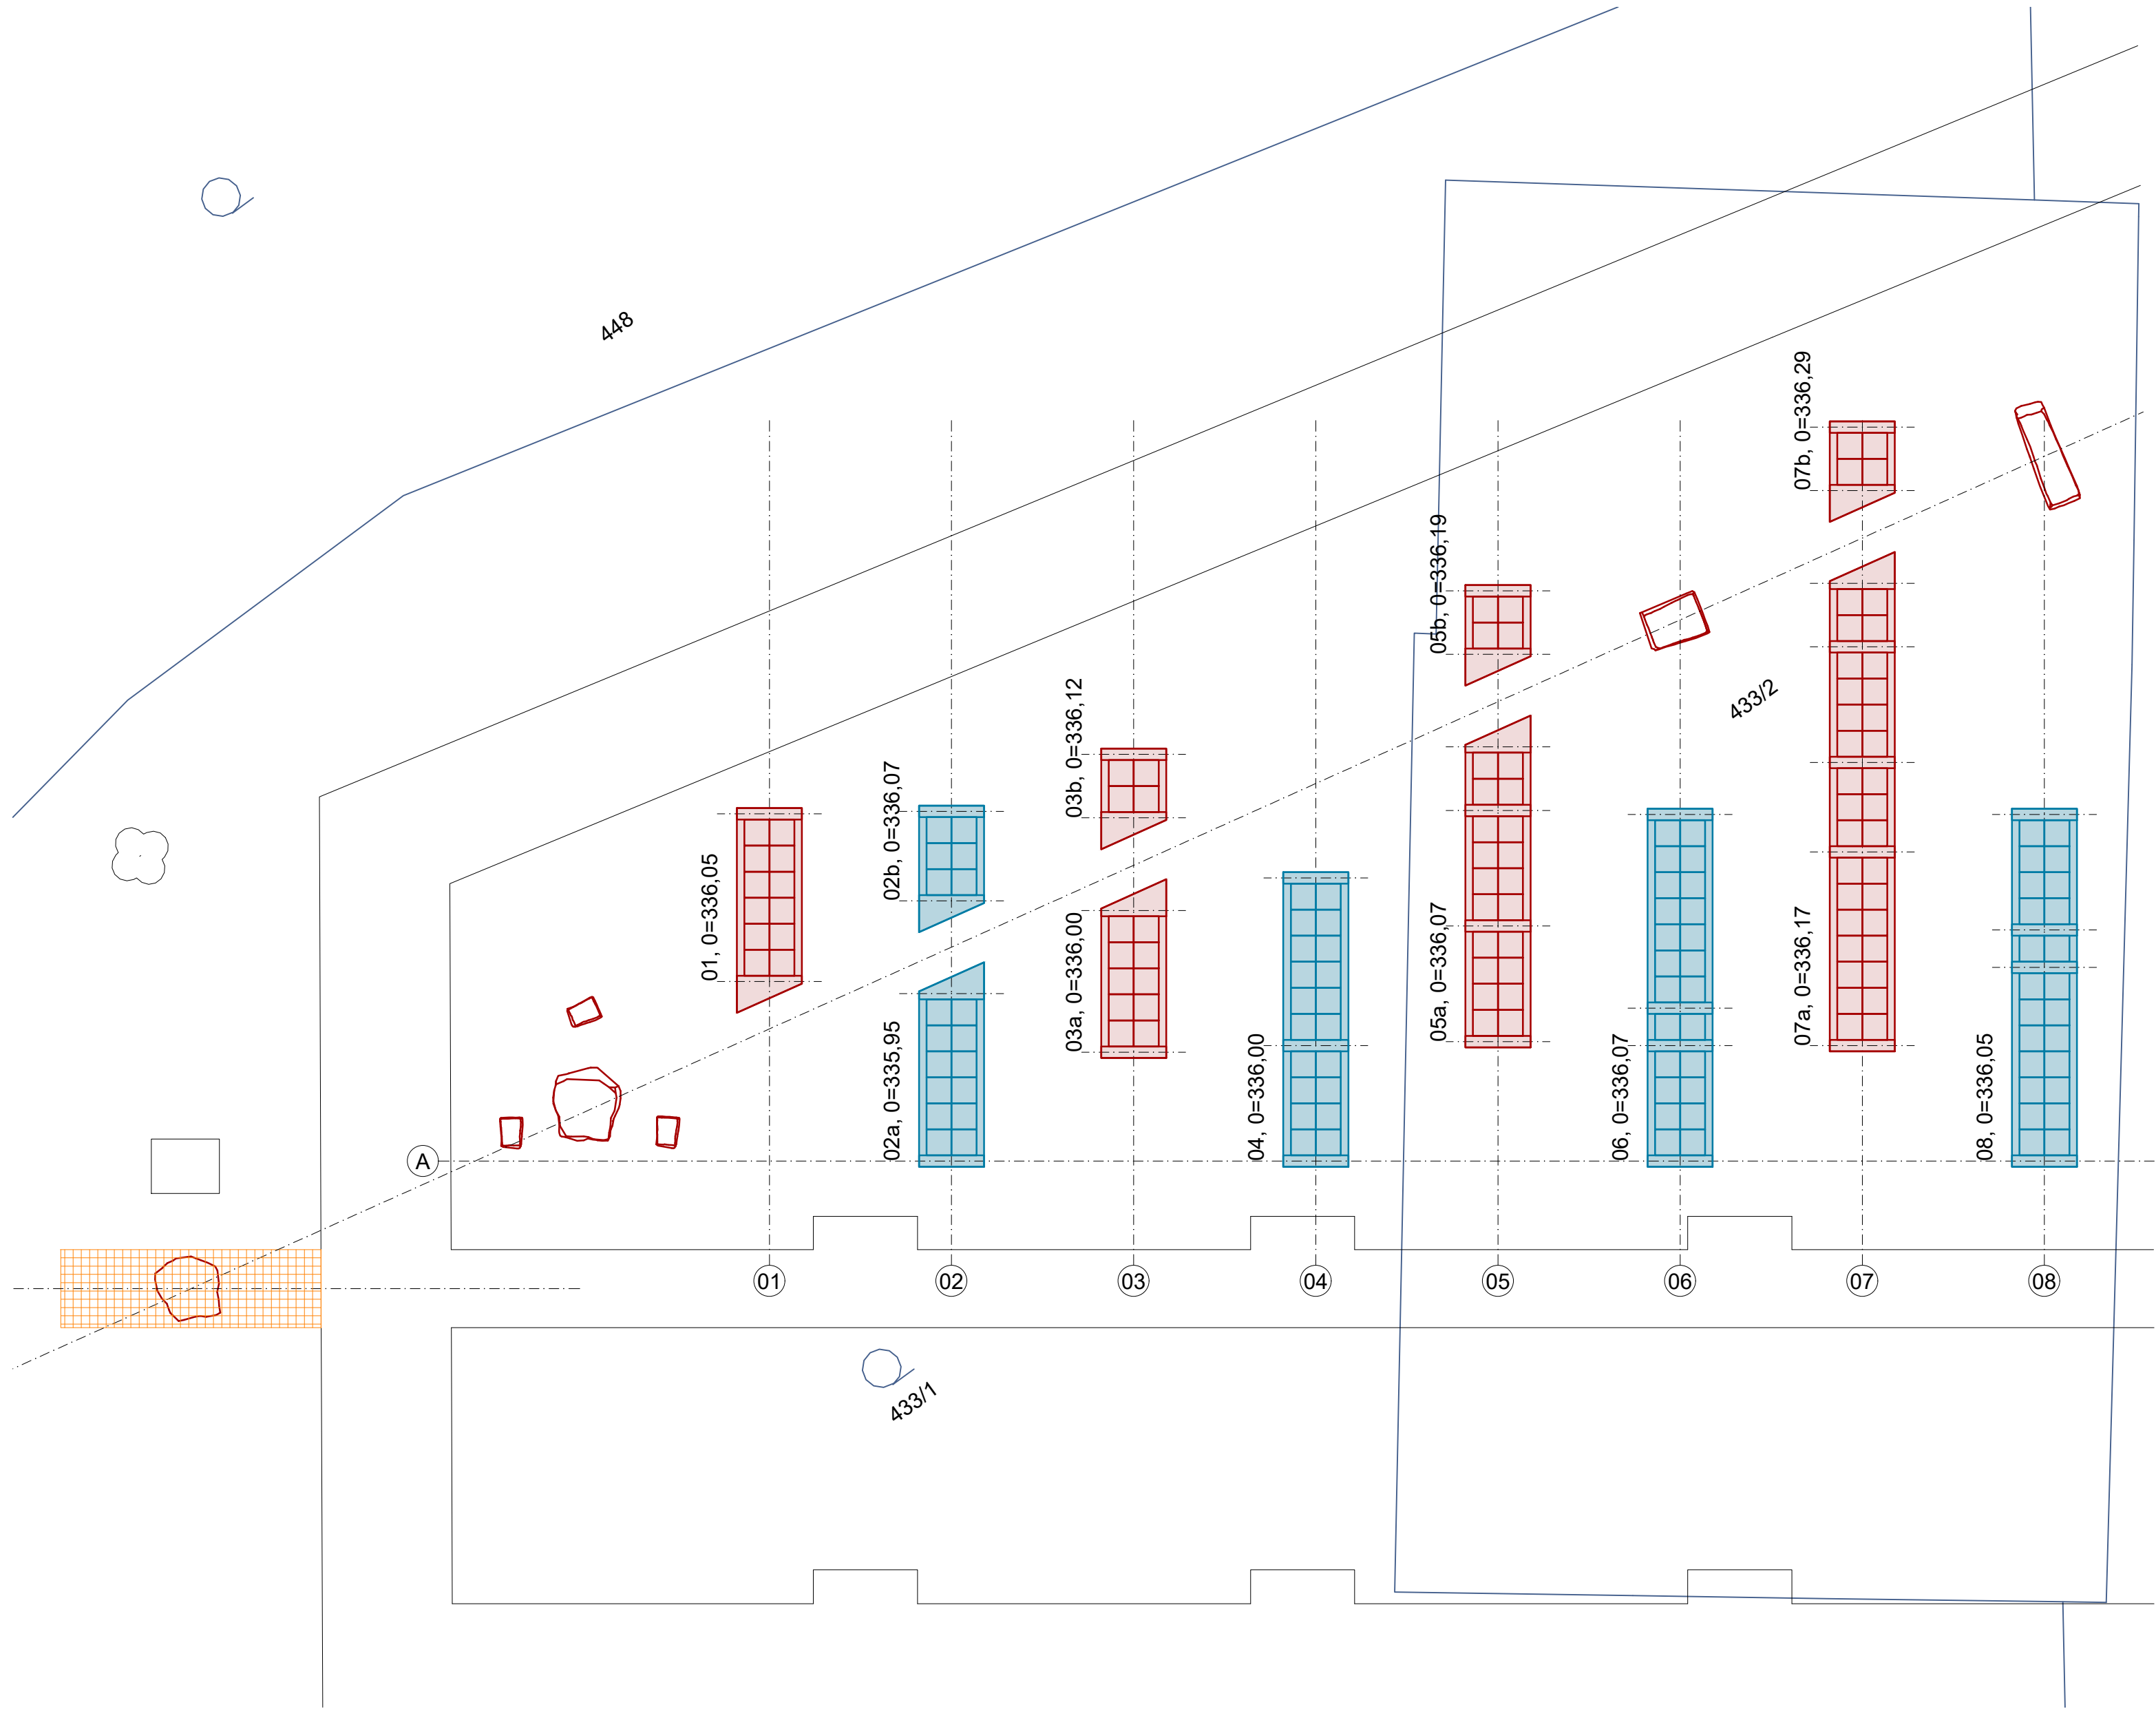 448
07b, 0=336,29
05b, 0=336,19
433/2
03b, 0=336,12
02b, 0=336,07
01, 0=336,05
03a, 0=336,00
05a, 0=336,07
07a, 0=336,17
02a, 0=335,95
04, 0=336,00
06, 0=336,07
08, 0=336,05
A
01
02
03
04
05
06
07
08
433/1